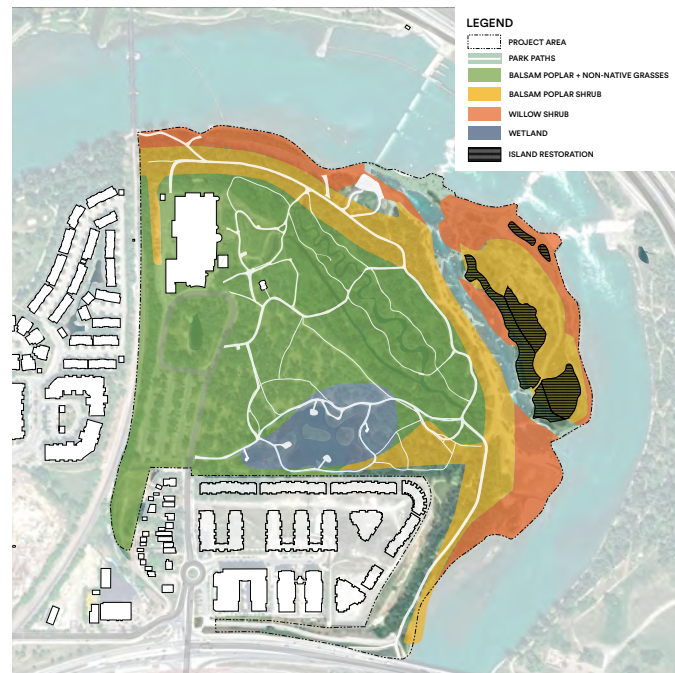 LEGEND
PROJECT AREA
PARK PATHS
BALSAM POPLAR + NON-NATIVE GRASSES
BALSAM POPLAR SHRUB
WILLOW SHRUB
WETLAND
ISLAND RESTORATION